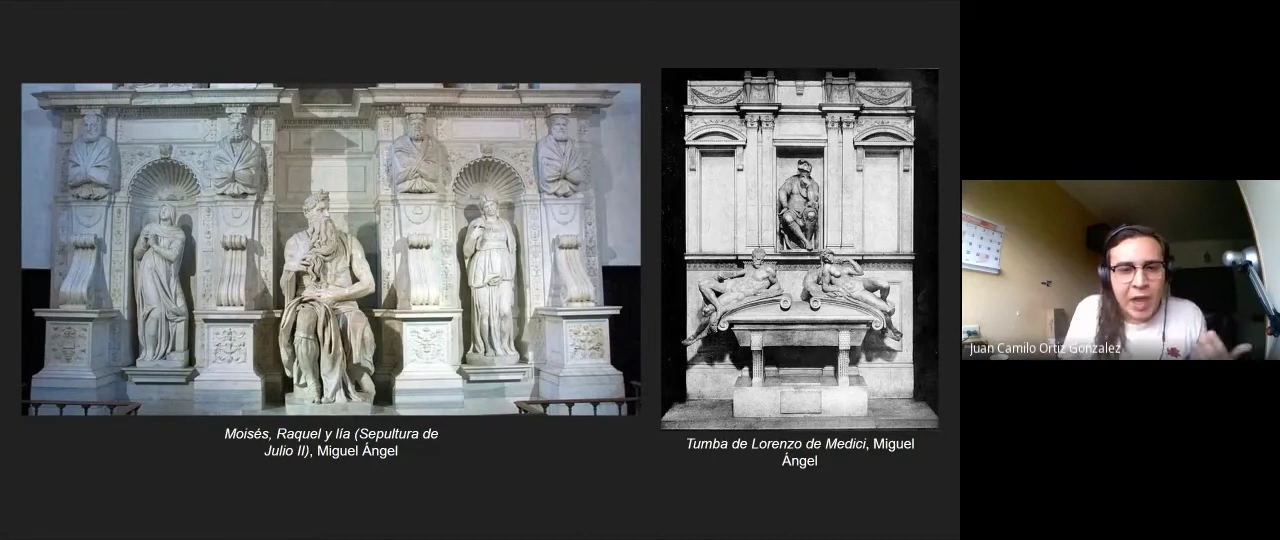 Moisés, Raquel y lía (Sepultura de
Julio II), Miguel Ángel
Tumba de Lorenzo de Medici, Miguel
Ángel
Juan Camilo Ortiz Gonzalez